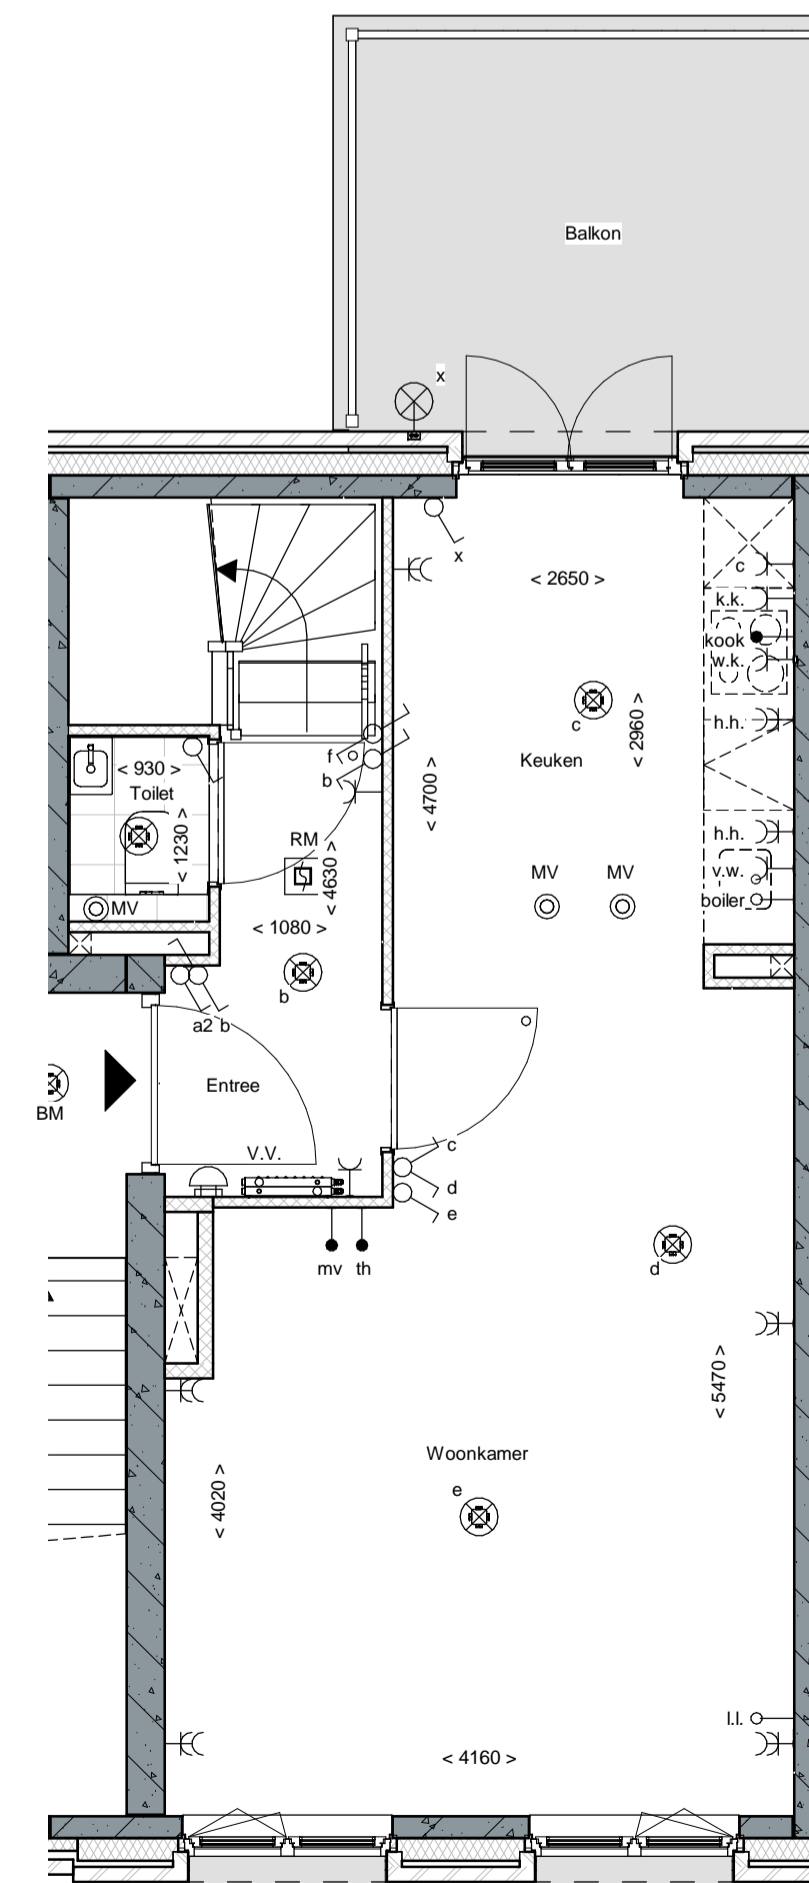 Balkon
x
x
< 2650 >
c
k.k.
kook
w.k.
c
h.h.
< 2960 >
f
b
Keuken
< 930 >
Toilet
< 4700 >
< 1230 >
RM
h.h.
< 4630 >
MV
MV
v.w.
boiler
MV
< 1080 >
b
a2 b
Entree
BM
V.V.
c
d
e
mv
th
d
< 5470 >
Woonkamer
e
< 4020 >
l.l.
< 4160 >